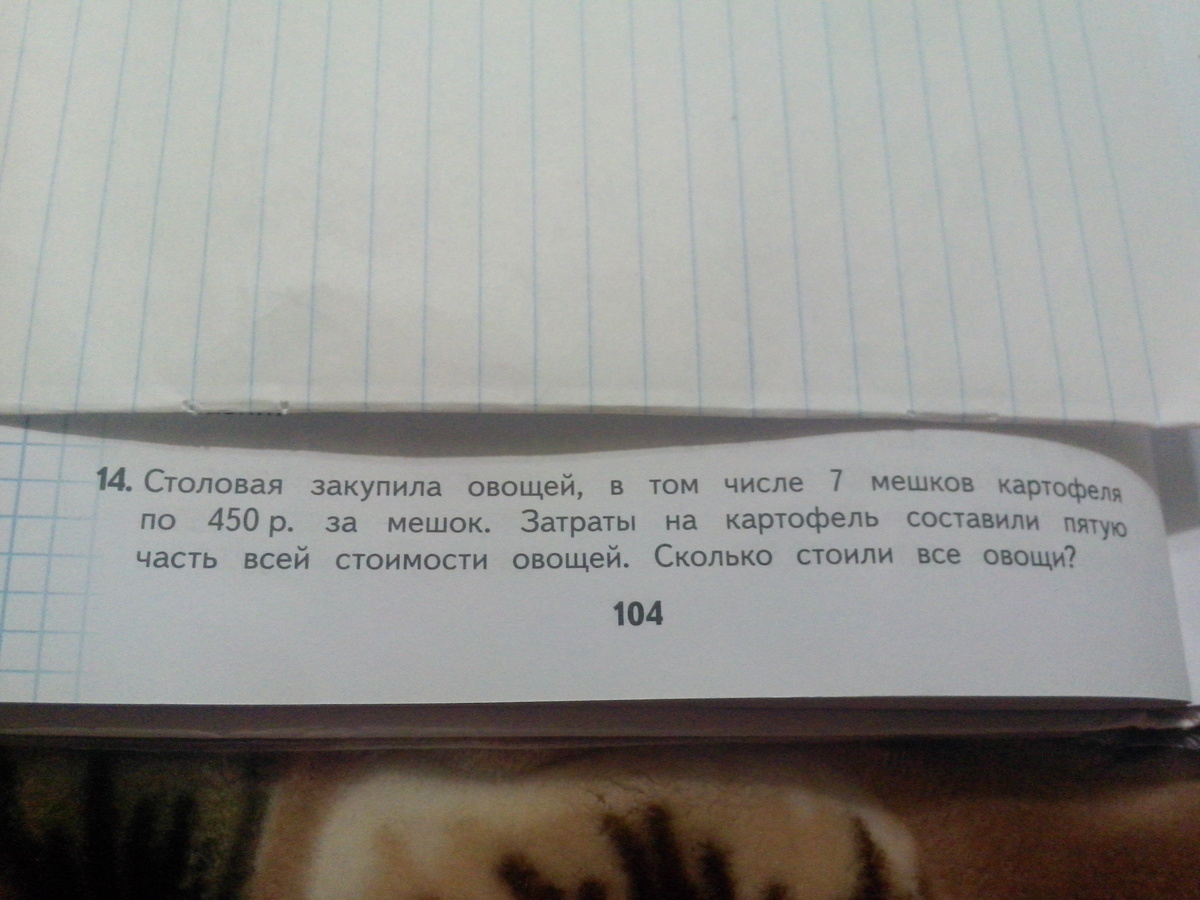 14. Столовая закупила овощей, в том числе 7 мешков картофеля
по 450 р. за мешок. Затраты на картофель составили пятую
часть всей стоимости овощей. Сколько стоили все овощи?
104